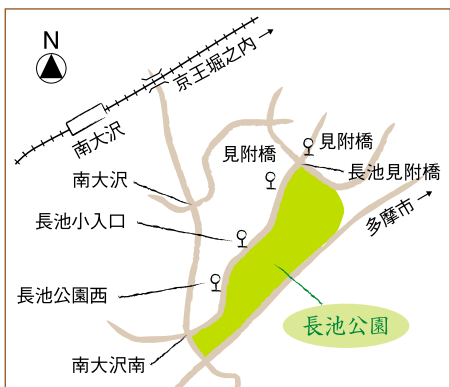 N
京王堀之内→
南大沢
見附橋
見附橋
長池見附橋
南大沢
多摩市→
長池小入口
長池公園西
長池公園
南大沢南